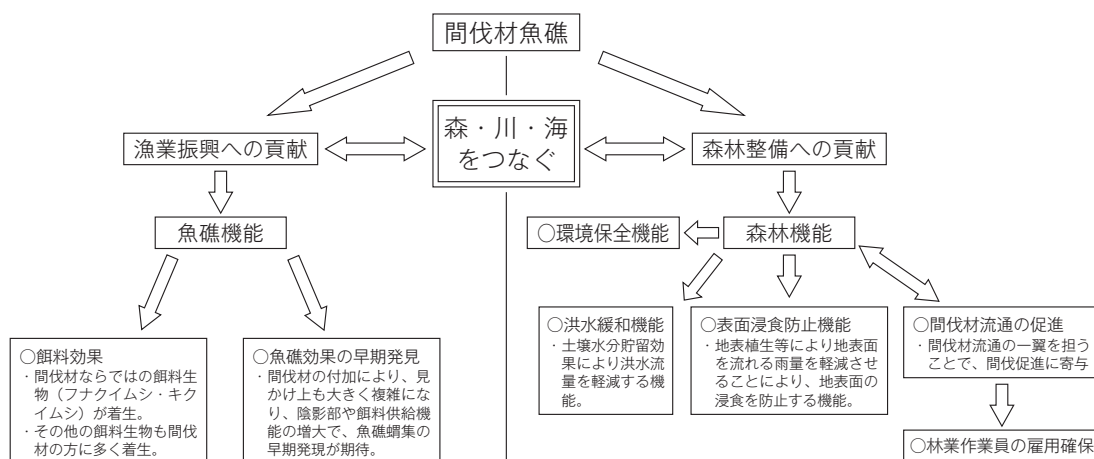 間伐材魚礁
森・川・海
をつなぐ
漁業振興への貢献
森林整備への貢献
魚礁機能
○環境保全機能
森林機能
○餌料効果
・間伐材ならではの餌料生
物（フナクイムシ・キク
イムシ）が着生。
・その他の餌料生物も間伐
材の方に多く着生。
○魚礁効果の早期発見
・間伐材の付加により、見
かけ上も大きく複雑にな
り、陰影部や餌料供給機
能の増大で、魚礁蝟集の
早期発現が期待。
○洪水緩和機能
・土壌水分貯留効
果により洪水流
量を軽減する機
能。
○表面浸食防止機能
・地表植生等により地表面
を流れる雨量を軽減させ
ることにより、地表面の
浸食を防止する機能。
○間伐材流通の促進
・間伐材流通の一翼を担う
ことで、間伐促進に寄与
○林業作業員の雇用確保